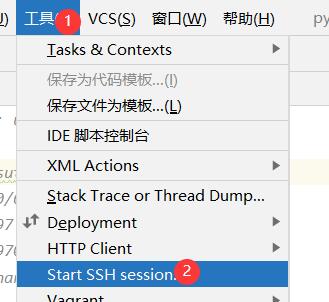 工具 1 VCS(S) 窗口(W) 帮助(H) py
Tasks & Contexts
保存为代码模板...(I)
保存文件为模板...(L)
IDE 脚本控制台
XML Actions
Stack Trace or Thread Dump...
Deployment
HTTP Client
Start SSH session. 2
Vagrant